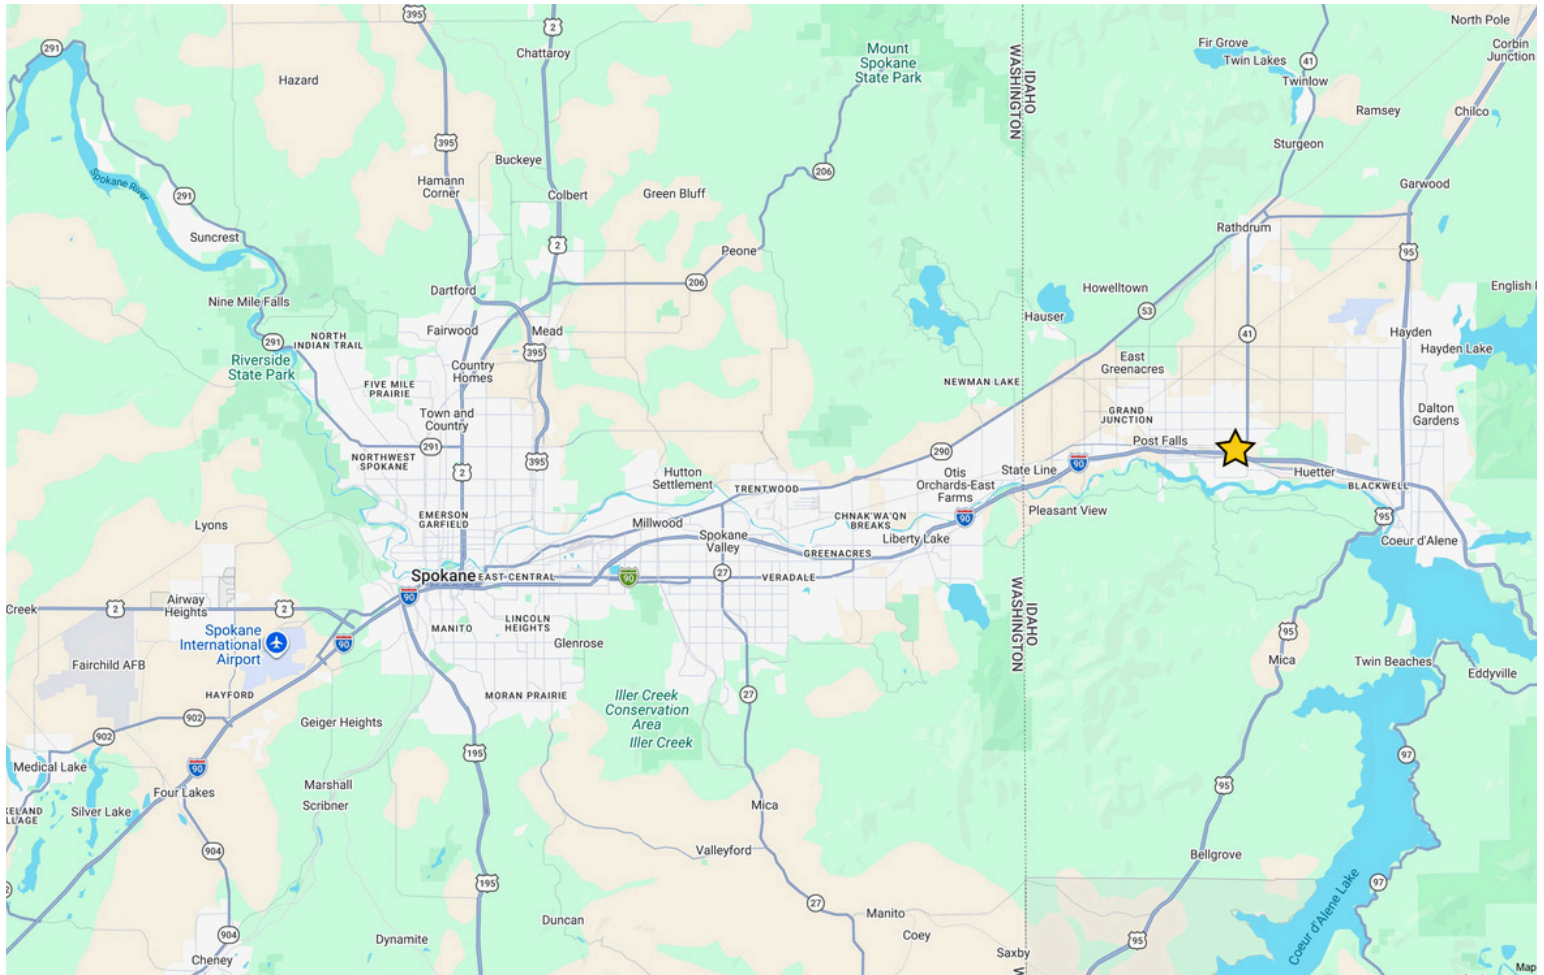 395
2
291
Chattaroy
Hazard
Mount
Spokane
State Park
IDAHO
WASHINGTON
North Pole
Corbin
Junction
Fir Grove
Twin Lakes
41
Twinlow
Ramsey
Chilco
395
Buckeye
206
Sturgeon
Spokane River
291
Hamann
Corner
Colbert
Green Bluff
Garwood
Suncrest
2
Peone
Rathdrum
95
206
Nine Mile Falls
Dartford
Howelltown
English
53
Hauser
291
NORTH
INDIAN TRAIL
Fairwood
Mead
41
Hayden
Hayden Lake
Riverside
State Park
395
Country
Homes
East
Greenacres
FIVE MILE
PRAIRIE
NEWMAN LAKE
Town and
Country
GRAND
JUNCTION
Dalton
Gardens
291
NORTHWEST
SPOKANE
395
2
290
Post Falls
90
State Line
Hutton
Settlement
TRENTWOOD
Otis
Orchards-East
Farms
Huetter
BLACKWELL
Lyons
EMERSON
GARFIELD
Millwood
CHNAK'WA'QN
BREAKS
90
Pleasant View
95
Spokane
Valley
Liberty Lake
GREENACRES
Coeur d'Alene
Spokane
EAST CENTRAL
90
27
VERADALE
90
Creek
2
Airway
Heights
2
IDAHO
WASHINGTON
Spokane
International
Airport
90
MANITO
LINCOLN
HEIGHTS
Glenrose
95
Fairchild AFB
Mica
Twin Beaches
Eddyville
HAYFORD
MORAN PRAIRIE
27
Iller Creek
Conservation
Area
Iller Creek
902
Geiger Heights
902
195
97
Medical Lake
90
Four Lakes
Marshall
Scribner
95
Silver Lake
KELAND
LLAGE
Mica
904
Valleyford
Bellgrove
195
97
27
Manito
Coey
Coeur d'Alene Lake
Duncan
904
Dynamite
95
Cheney
Saxby
W
Map